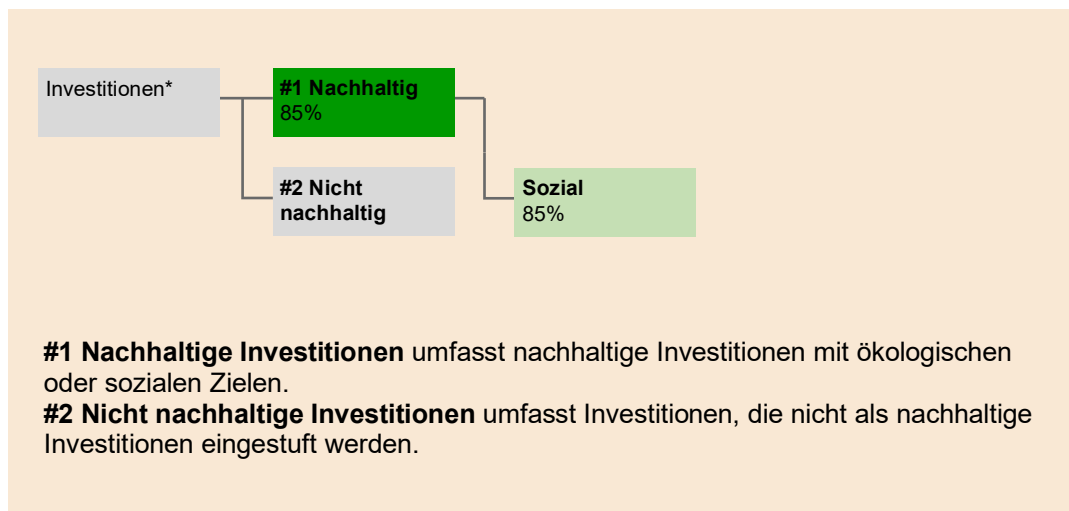 Investitionen*
#1 Nachhaltig
85%
#2 Nicht
nachhaltig
Sozial
85%
#1 Nachhaltige Investitionen umfasst nachhaltige Investitionen mit ökologischen
oder sozialen Zielen.
#2 Nicht nachhaltige Investitionen umfasst Investitionen, die nicht als nachhaltige
Investitionen eingestuft werden.